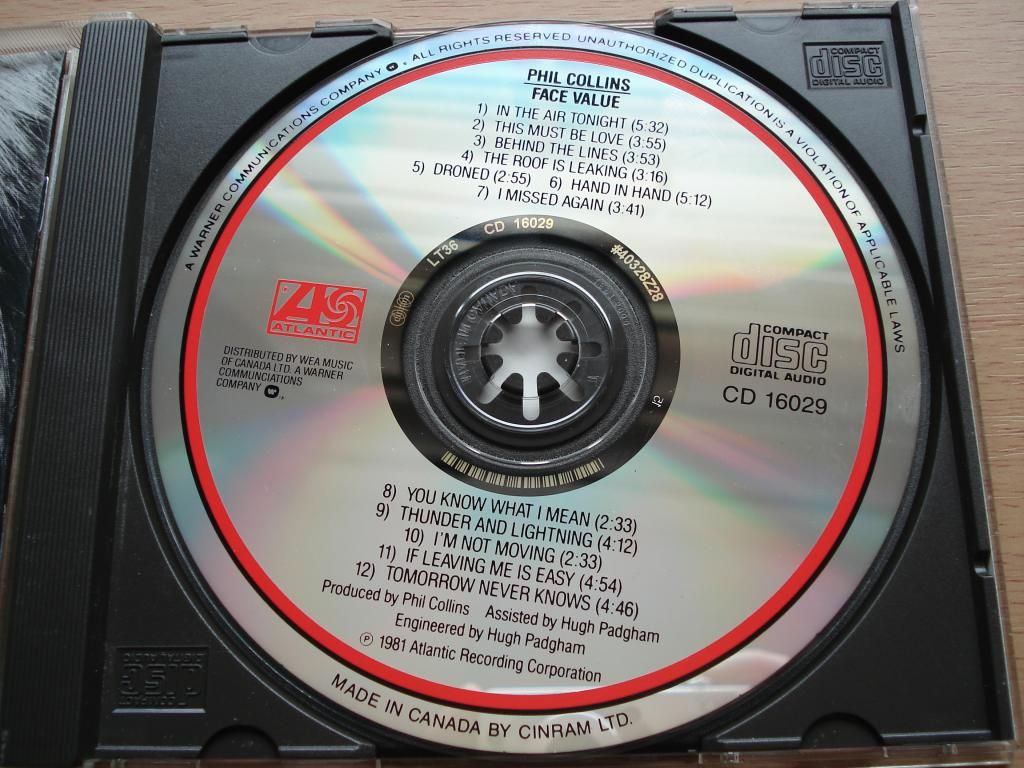 A WARNER COMMUNICATIONS COMPANY . ALL RIGHTS RESERVED UNAUTHORIZED DUPLICATION IS A VIOLATION OF APPLICABLE LAWS
COMPACT
disc
DIGITAL AUDIO
PHIL COLLINS
FACE VALUE
1) IN THE AIR TONIGHT (5:32)
2) THIS MUST BE LOVE (3:55)
3) BEHIND THE LINES (3:53)
4) THE ROOF IS LEAKING (3:16)
5) DRONED (2:55) 6) HAND IN HAND (5:12)
7) I MISSED AGAIN (3:41)
LT36 CD 16029 #40328Z28
ATLANTIC
DISTRIBUTED BY WEA MUSIC
OF CANADA LTD. A WARNER
COMMUNCIATIONS
COMPANY
COMPACT
disc
DIGITAL AUDIO
CD 16029
8) YOU KNOW WHAT I MEAN (2:33)
9) THUNDER AND LIGHTNING (4:12)
10) I'M NOT MOVING (2:33)
11) IF LEAVING ME IS EASY (4:54)
12) TOMORROW NEVER KNOWS (4:46)
Produced by Phil Collins Assisted by Hugh Padgham
Engineered by Hugh Padgham
℗ 1981 Atlantic Recording Corporation
MADE IN CANADA BY CINRAM LTD.